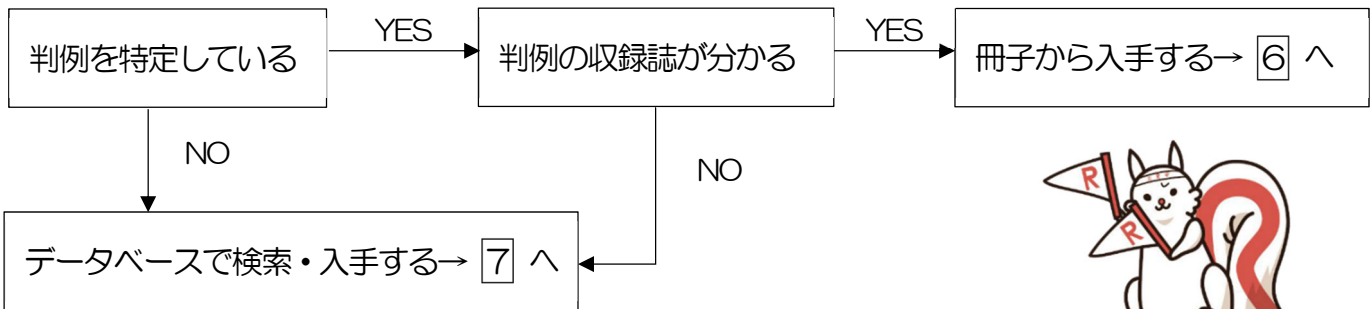 判例を特定している
YES
判例の収録誌が分かる
YES
冊子から入手する→ 6 へ
NO
NO
データベースで検索・入手する→ 7 へ
R
R